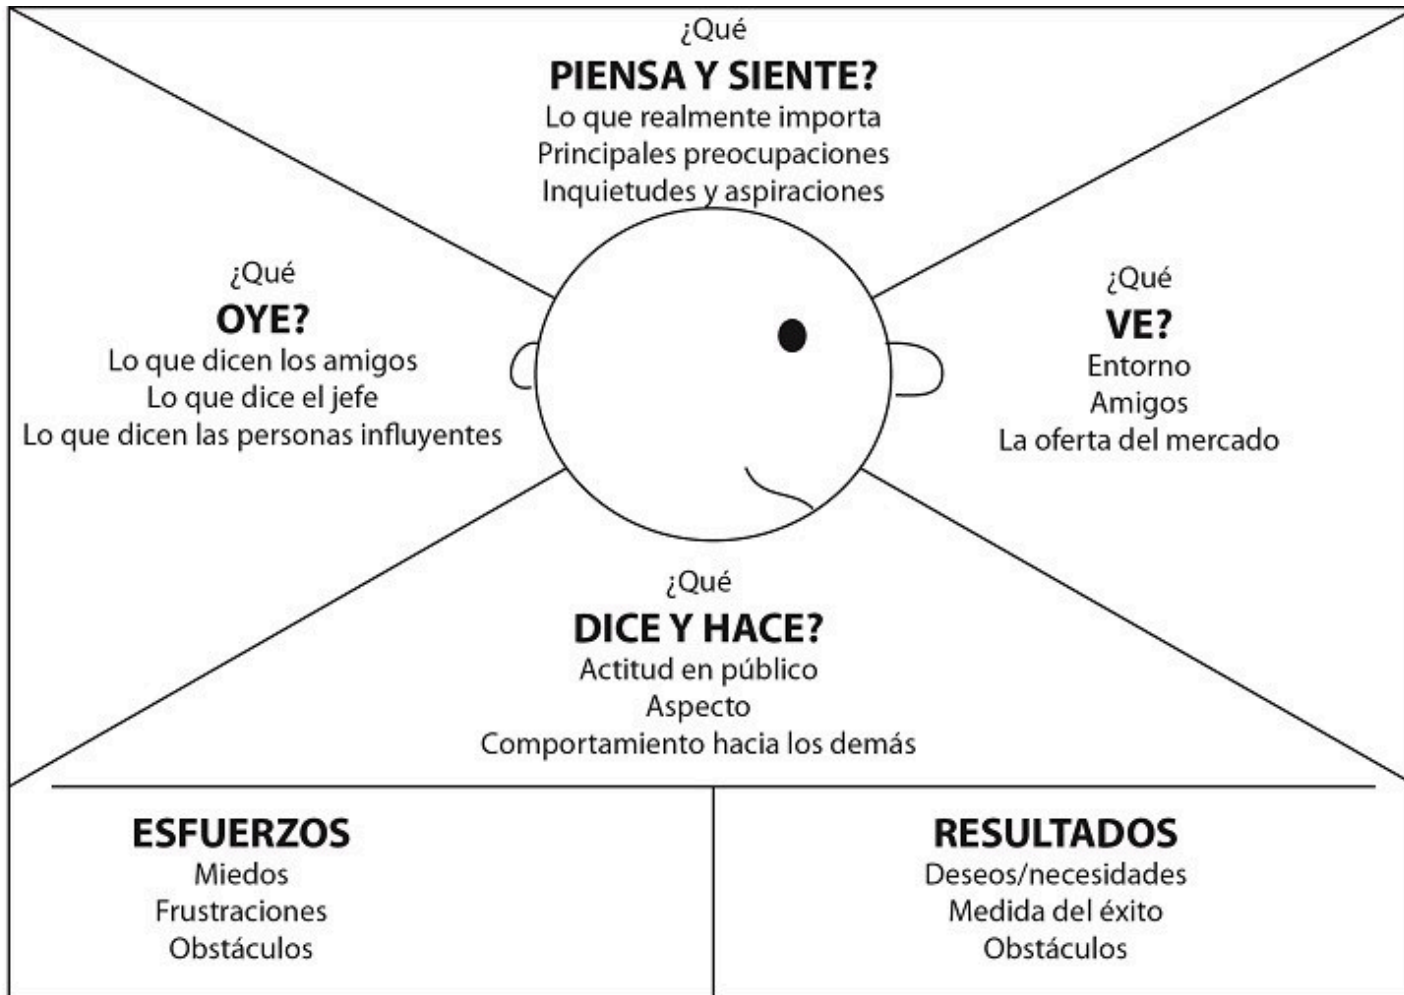 ¿Qué
PIENSA Y SIENTE?
Lo que realmente importa
Principales preocupaciones
Inquietudes y aspiraciones
¿Qué
OYE?
Lo que dicen los amigos
Lo que dice el jefe
Lo que dicen las personas influyentes
¿Qué
VE?
Entorno
Amigos
La oferta del mercado
¿Qué
DICE Y HACE?
Actitud en público
Aspecto
Comportamiento hacia los demás
ESFUERZOS
Miedos
Frustraciones
Obstáculos
RESULTADOS
Deseos/necesidades
Medida del éxito
Obstáculos